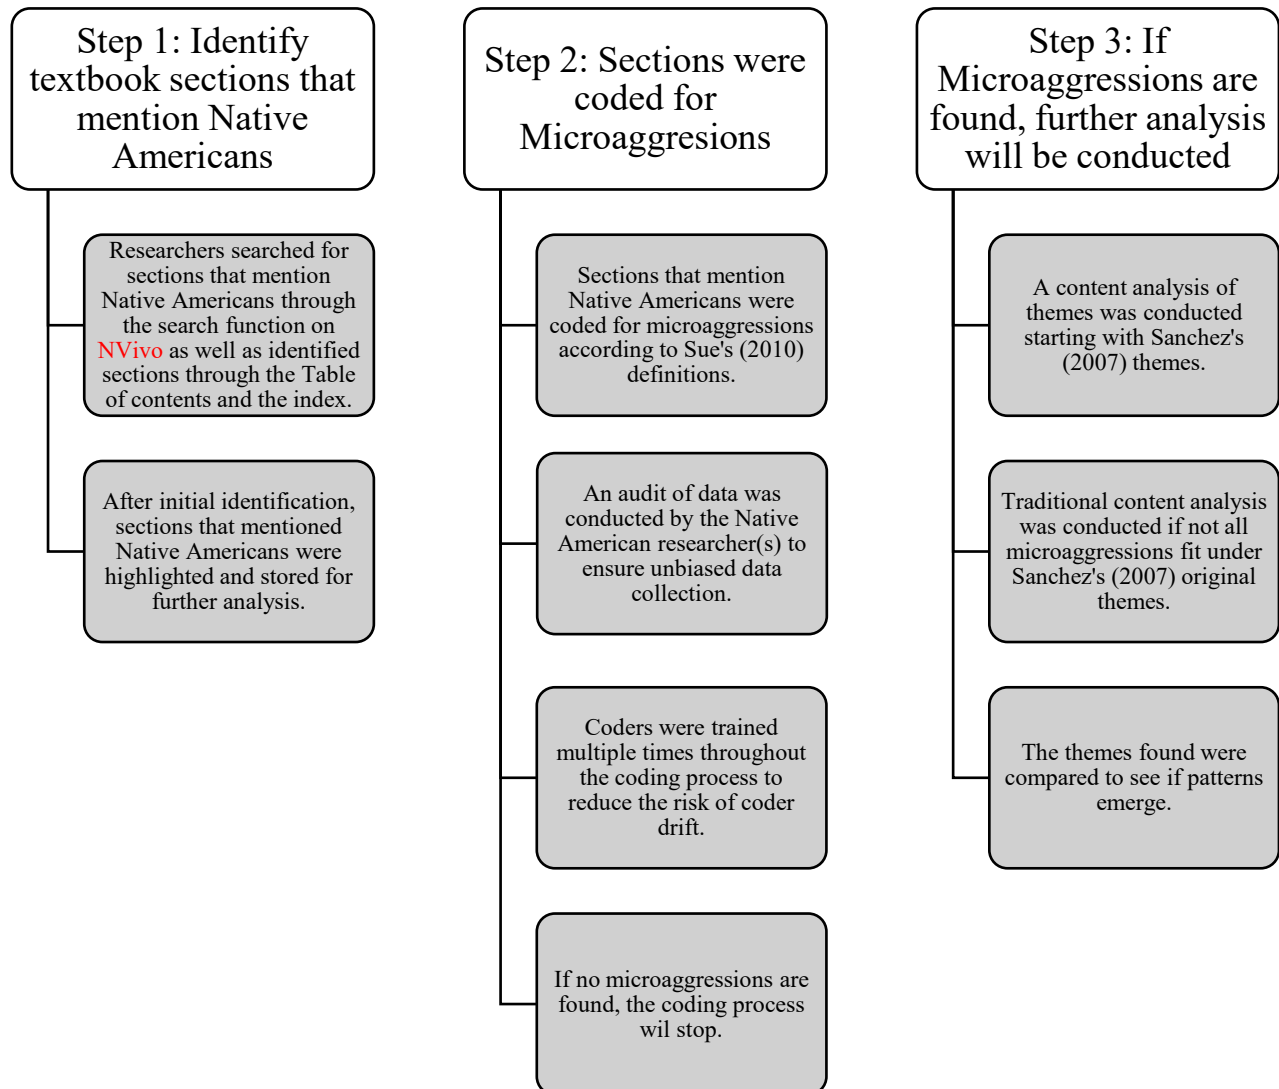 Step 1: Identify
textbook sections that
mention Native
Americans
Researchers searched for
sections that mention
Native Americans through
the search function on
NVivo as well as identified
sections through the Table
of contents and the index.
After initial identification,
sections that mentioned
Native Americans were
highlighted and stored for
further analysis.
Step 2: Sections were
coded for
Microaggresions
Sections that mention
Native Americans were
coded for microaggressions
according to Sue's (2010)
definitions.
An audit of data was
conducted by the Native
American researcher(s) to
ensure unbiased data
collection.
Coders were trained
multiple times throughout
the coding process to
reduce the risk of coder
drift.
If no microaggressions are
found, the coding process
wil stop.
Step 3: If
Microaggressions are
found, further analysis
will be conducted
A content analysis of
themes was conducted
starting with Sanchez's
(2007) themes.
Traditional content analysis
was conducted if not all
microaggressions fit under
Sanchez's (2007) original
themes.
The themes found were
compared to see if patterns
emerge.